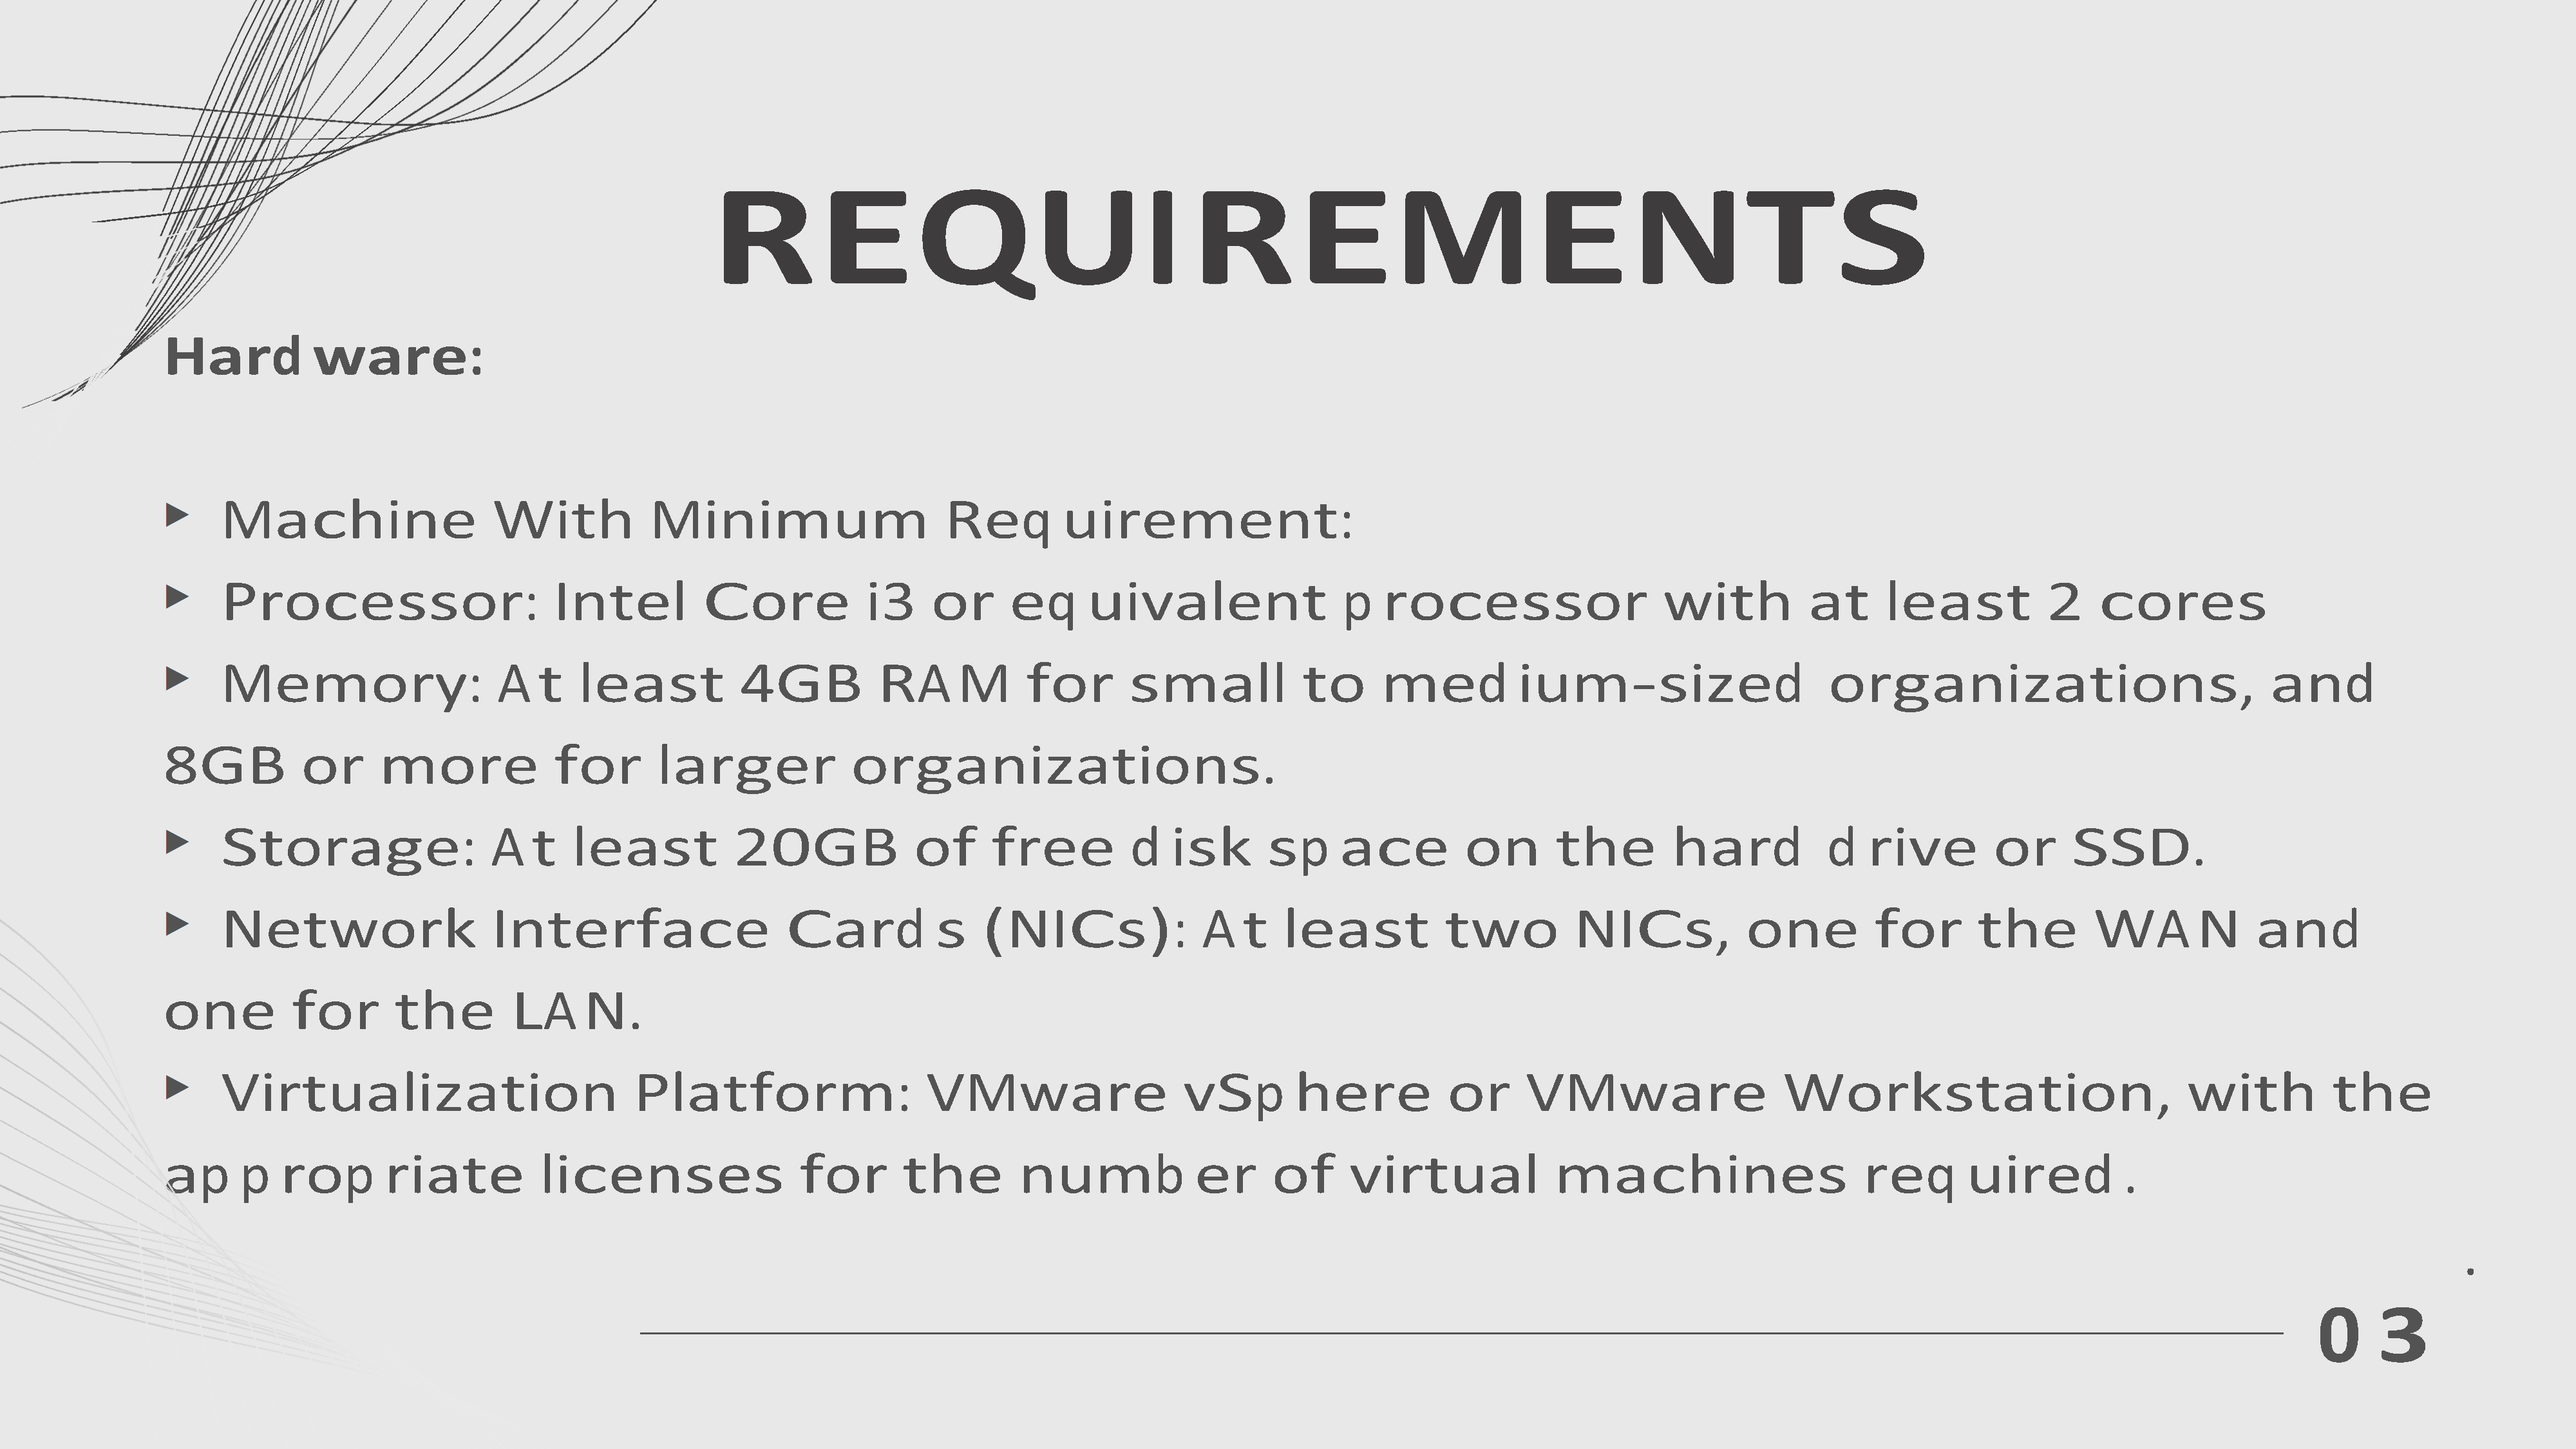 REQUIREMENTS
Hardware:
▸ Machine With Minimum Requirement:
▸ Processor: Intel Core i3 or equivalent processor with at least 2 cores
▸ Memory: At least 4GB RAM for small to medium-sized organizations, and
8GB or more for larger organizations.
▸ Storage: At least 20GB of free disk space on the hard drive or SSD.
▸ Network Interface Cards (NICs): At least two NICs, one for the WAN and
one for the LAN.
▸ Virtualization Platform: VMware vSphere or VMware Workstation, with the
appropriate licenses for the number of virtual machines required.
.
03